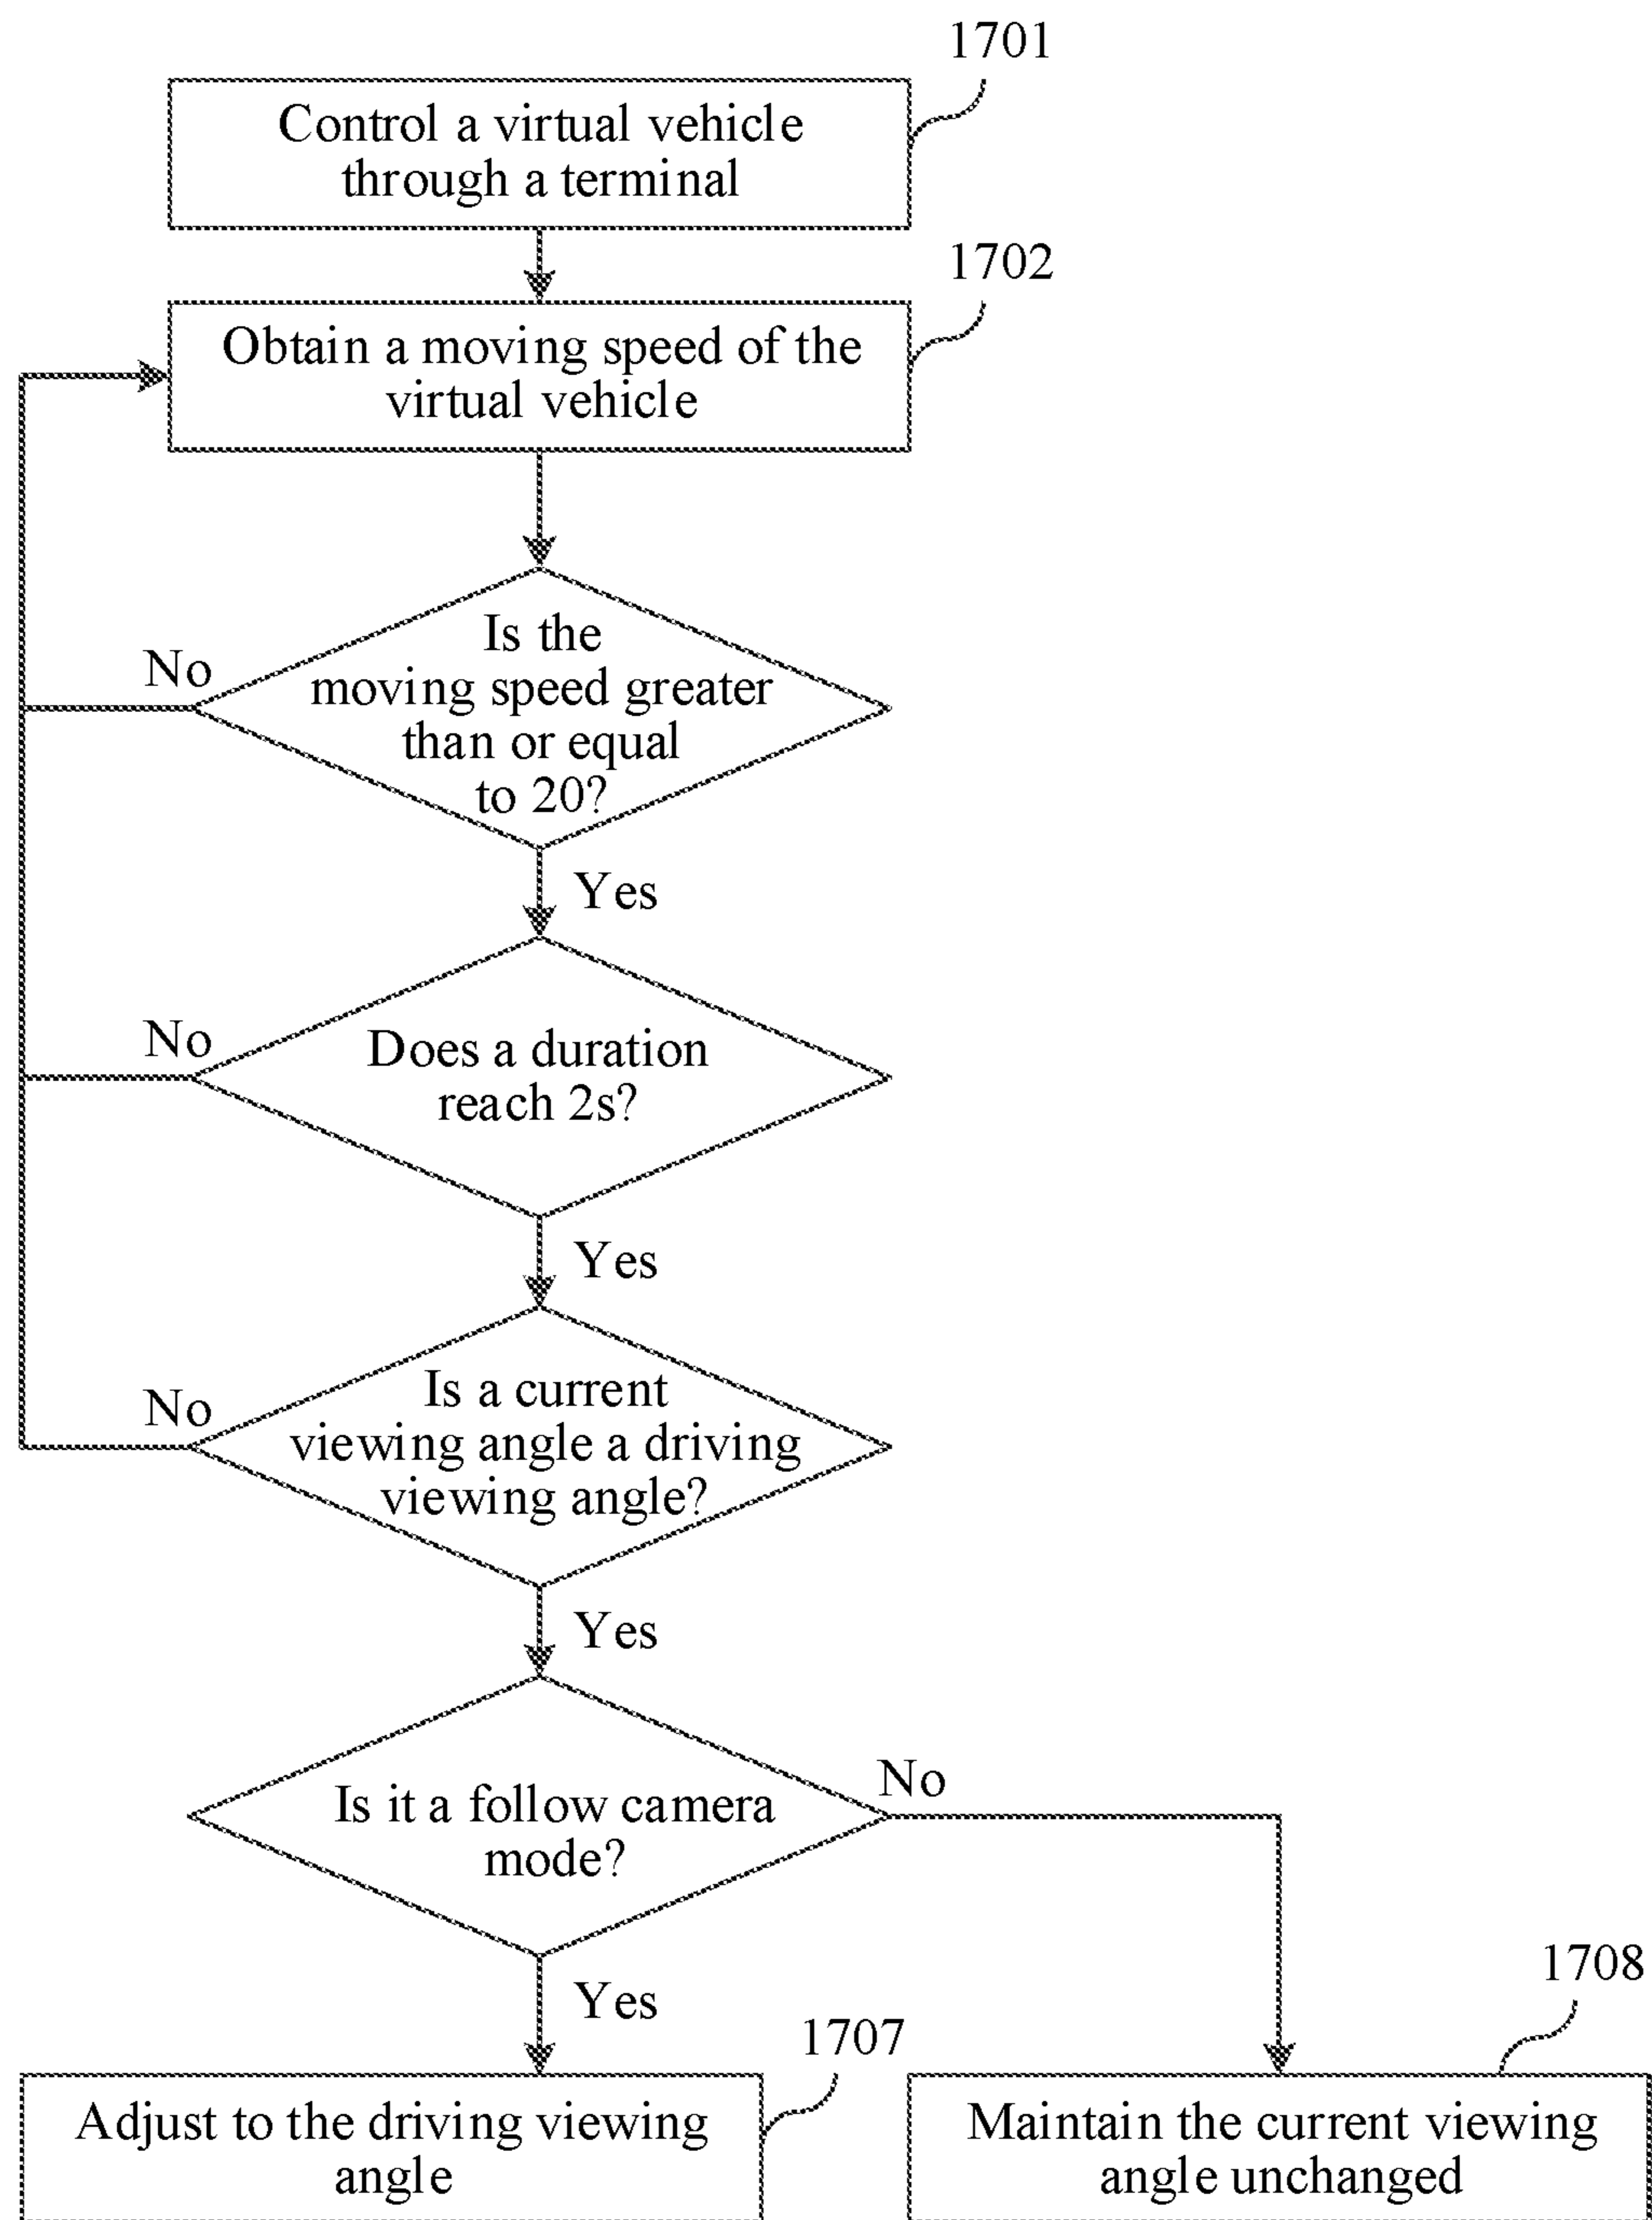 1701
Control a virtual vehicle
through a terminal
1702
Obtain a moving speed of the
virtual vehicle
Is the
moving speed greater
than or equal
to 20?
No
Yes
Does a duration
reach 2s?
No
Yes
Is a current
viewing angle a driving
viewing angle?
No
Yes
Is it a follow camera
mode?
No
Yes
1707
Adjust to the driving viewing
angle
1708
Maintain the current viewing
angle unchanged